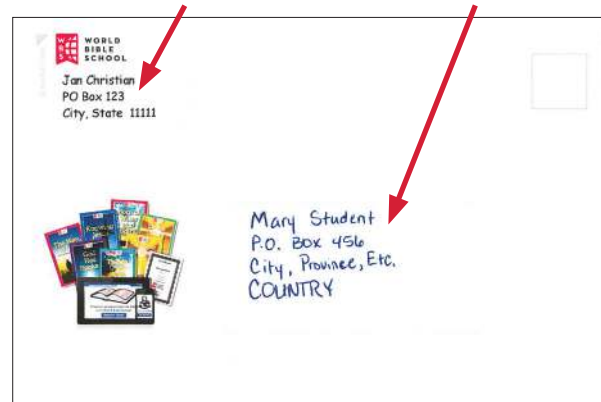 WORLD
BIBLE
SCHOOL
Jan Christian
PO Box 123
City, State 11111
Mary Student
P.O. Box 456
City, Province, Etc.
COUNTRY